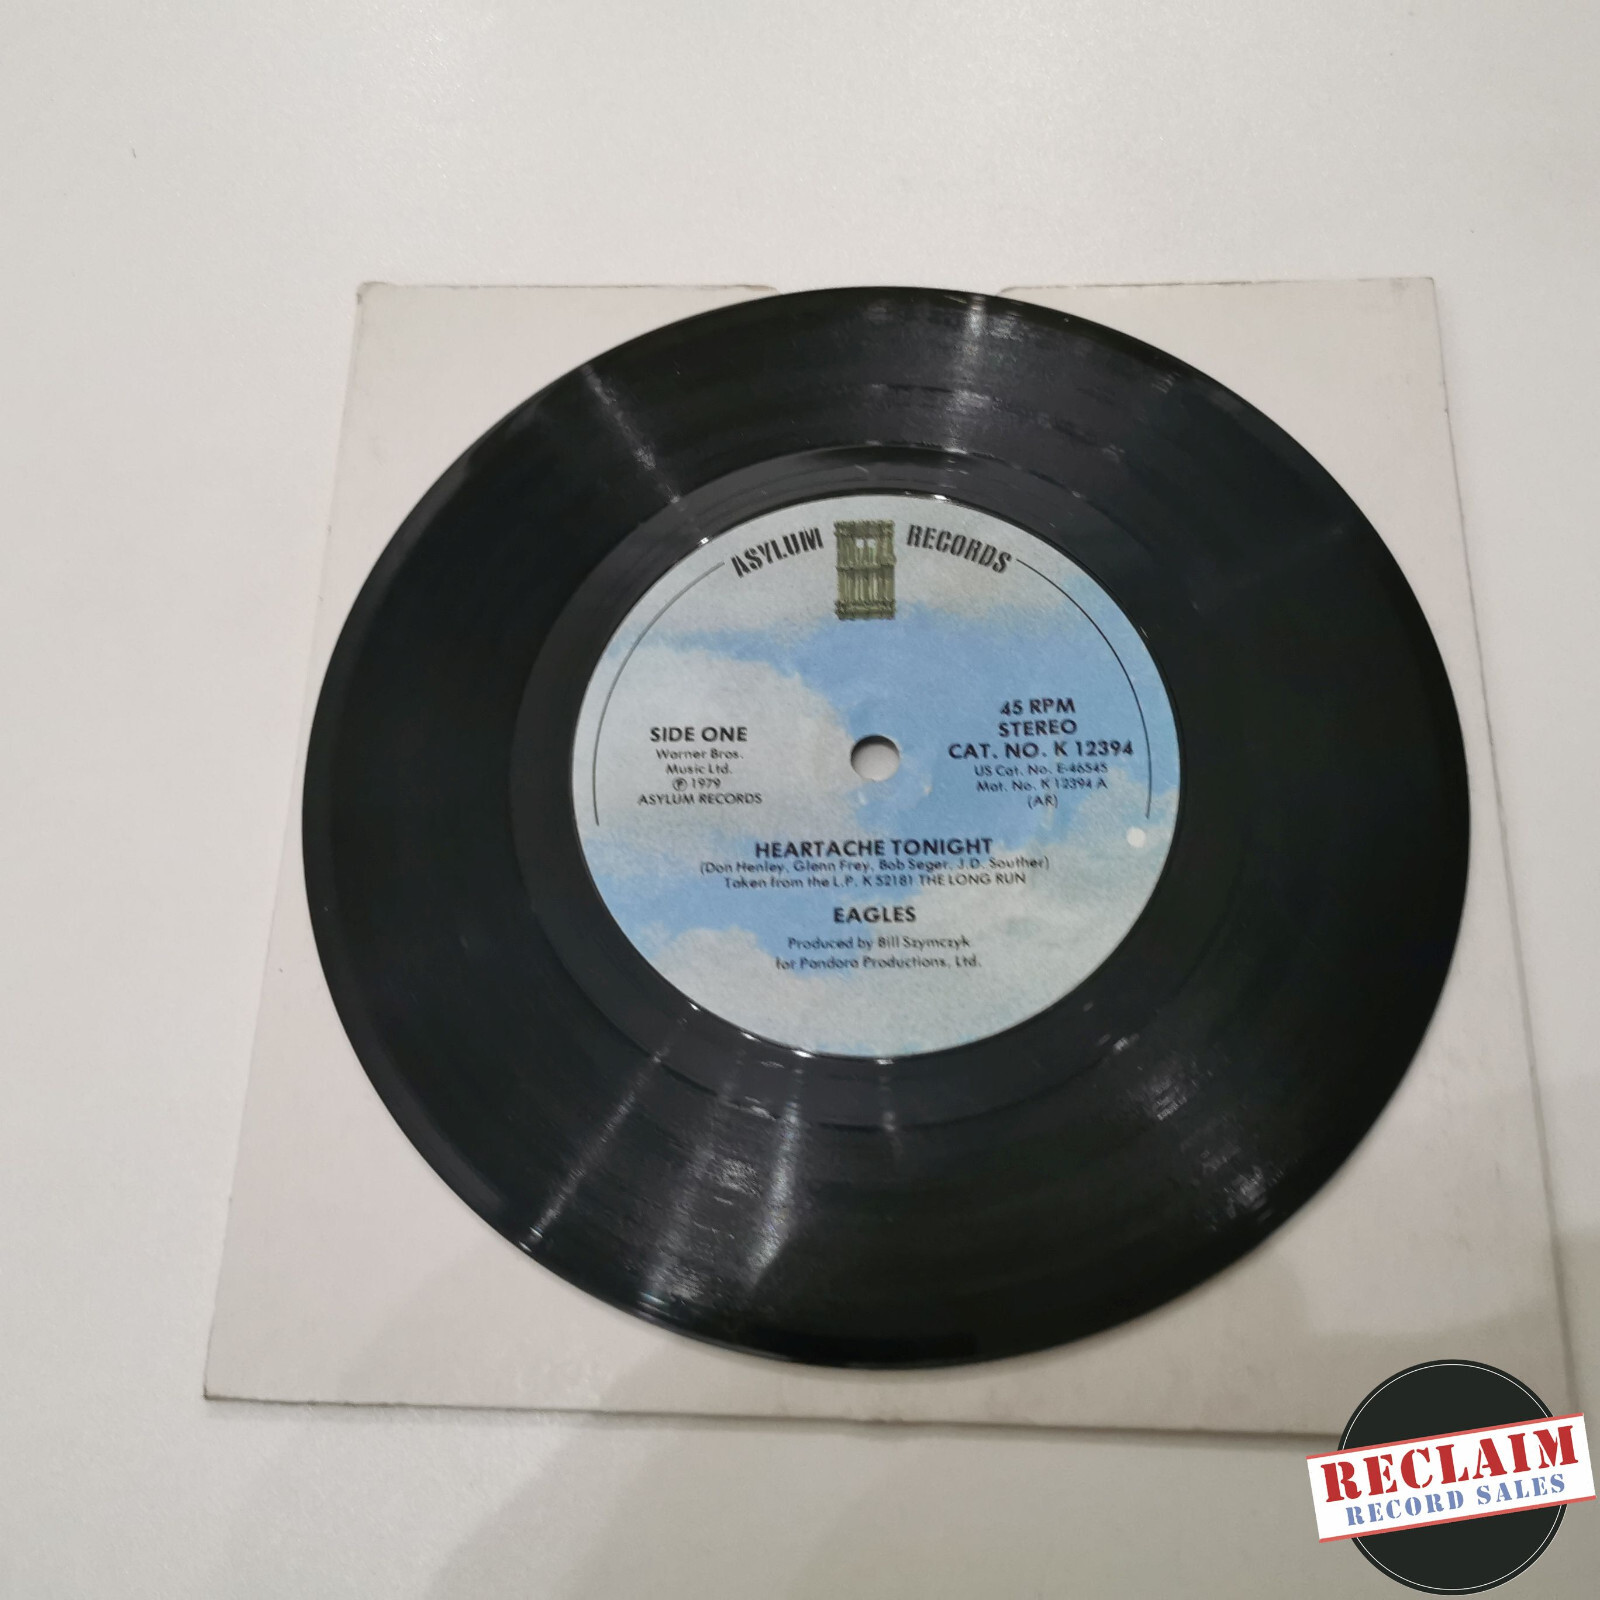 ASYLUM RECORDS
SIDE ONE
Warner Bros.
Music Ltd.
℗ 1979
ASYLUM RECORDS
45 RPM
STEREO
CAT. NO. K 12394
US Cat. No. E-46545
Mat. No. K 12394 A
(AR)
HEARTACHE TONIGHT
(Don Henley, Glenn Frey, Bob Seger, J.D. Souther)
Taken from the L.P. K 52181 THE LONG RUN
EAGLES
Produced by Bill Szymczyk
for Pandora Productions, Ltd.
RECLAIM
RECORD SALES